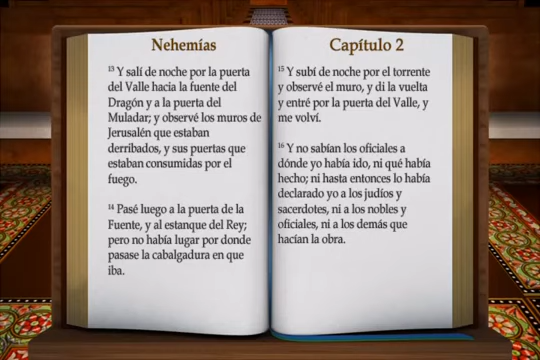 Nehemías
¹³ Y salí de noche por la puerta
del Valle hacia la fuente del
Dragón y a la puerta del
Muladar; y observé los muros de
Jerusalén que estaban
derribados, y sus puertas que
estaban consumidas por el
fuego.
¹⁴ Pasé luego a la puerta de la
Fuente, y al estanque del Rey;
pero no había lugar por donde
pasase la cabalgadura en que
iba.
Capítulo 2
¹⁵ Y subí de noche por el torrente
y observé el muro, y di la vuelta
y entré por la puerta del Valle, y
me volví.
¹⁶ Y no sabían los oficiales a
dónde yo había ido, ni qué había
hecho; ni hasta entonces lo había
declarado yo a los judíos y
sacerdotes, ni a los nobles y
oficiales, ni a los demás que
hacían la obra.